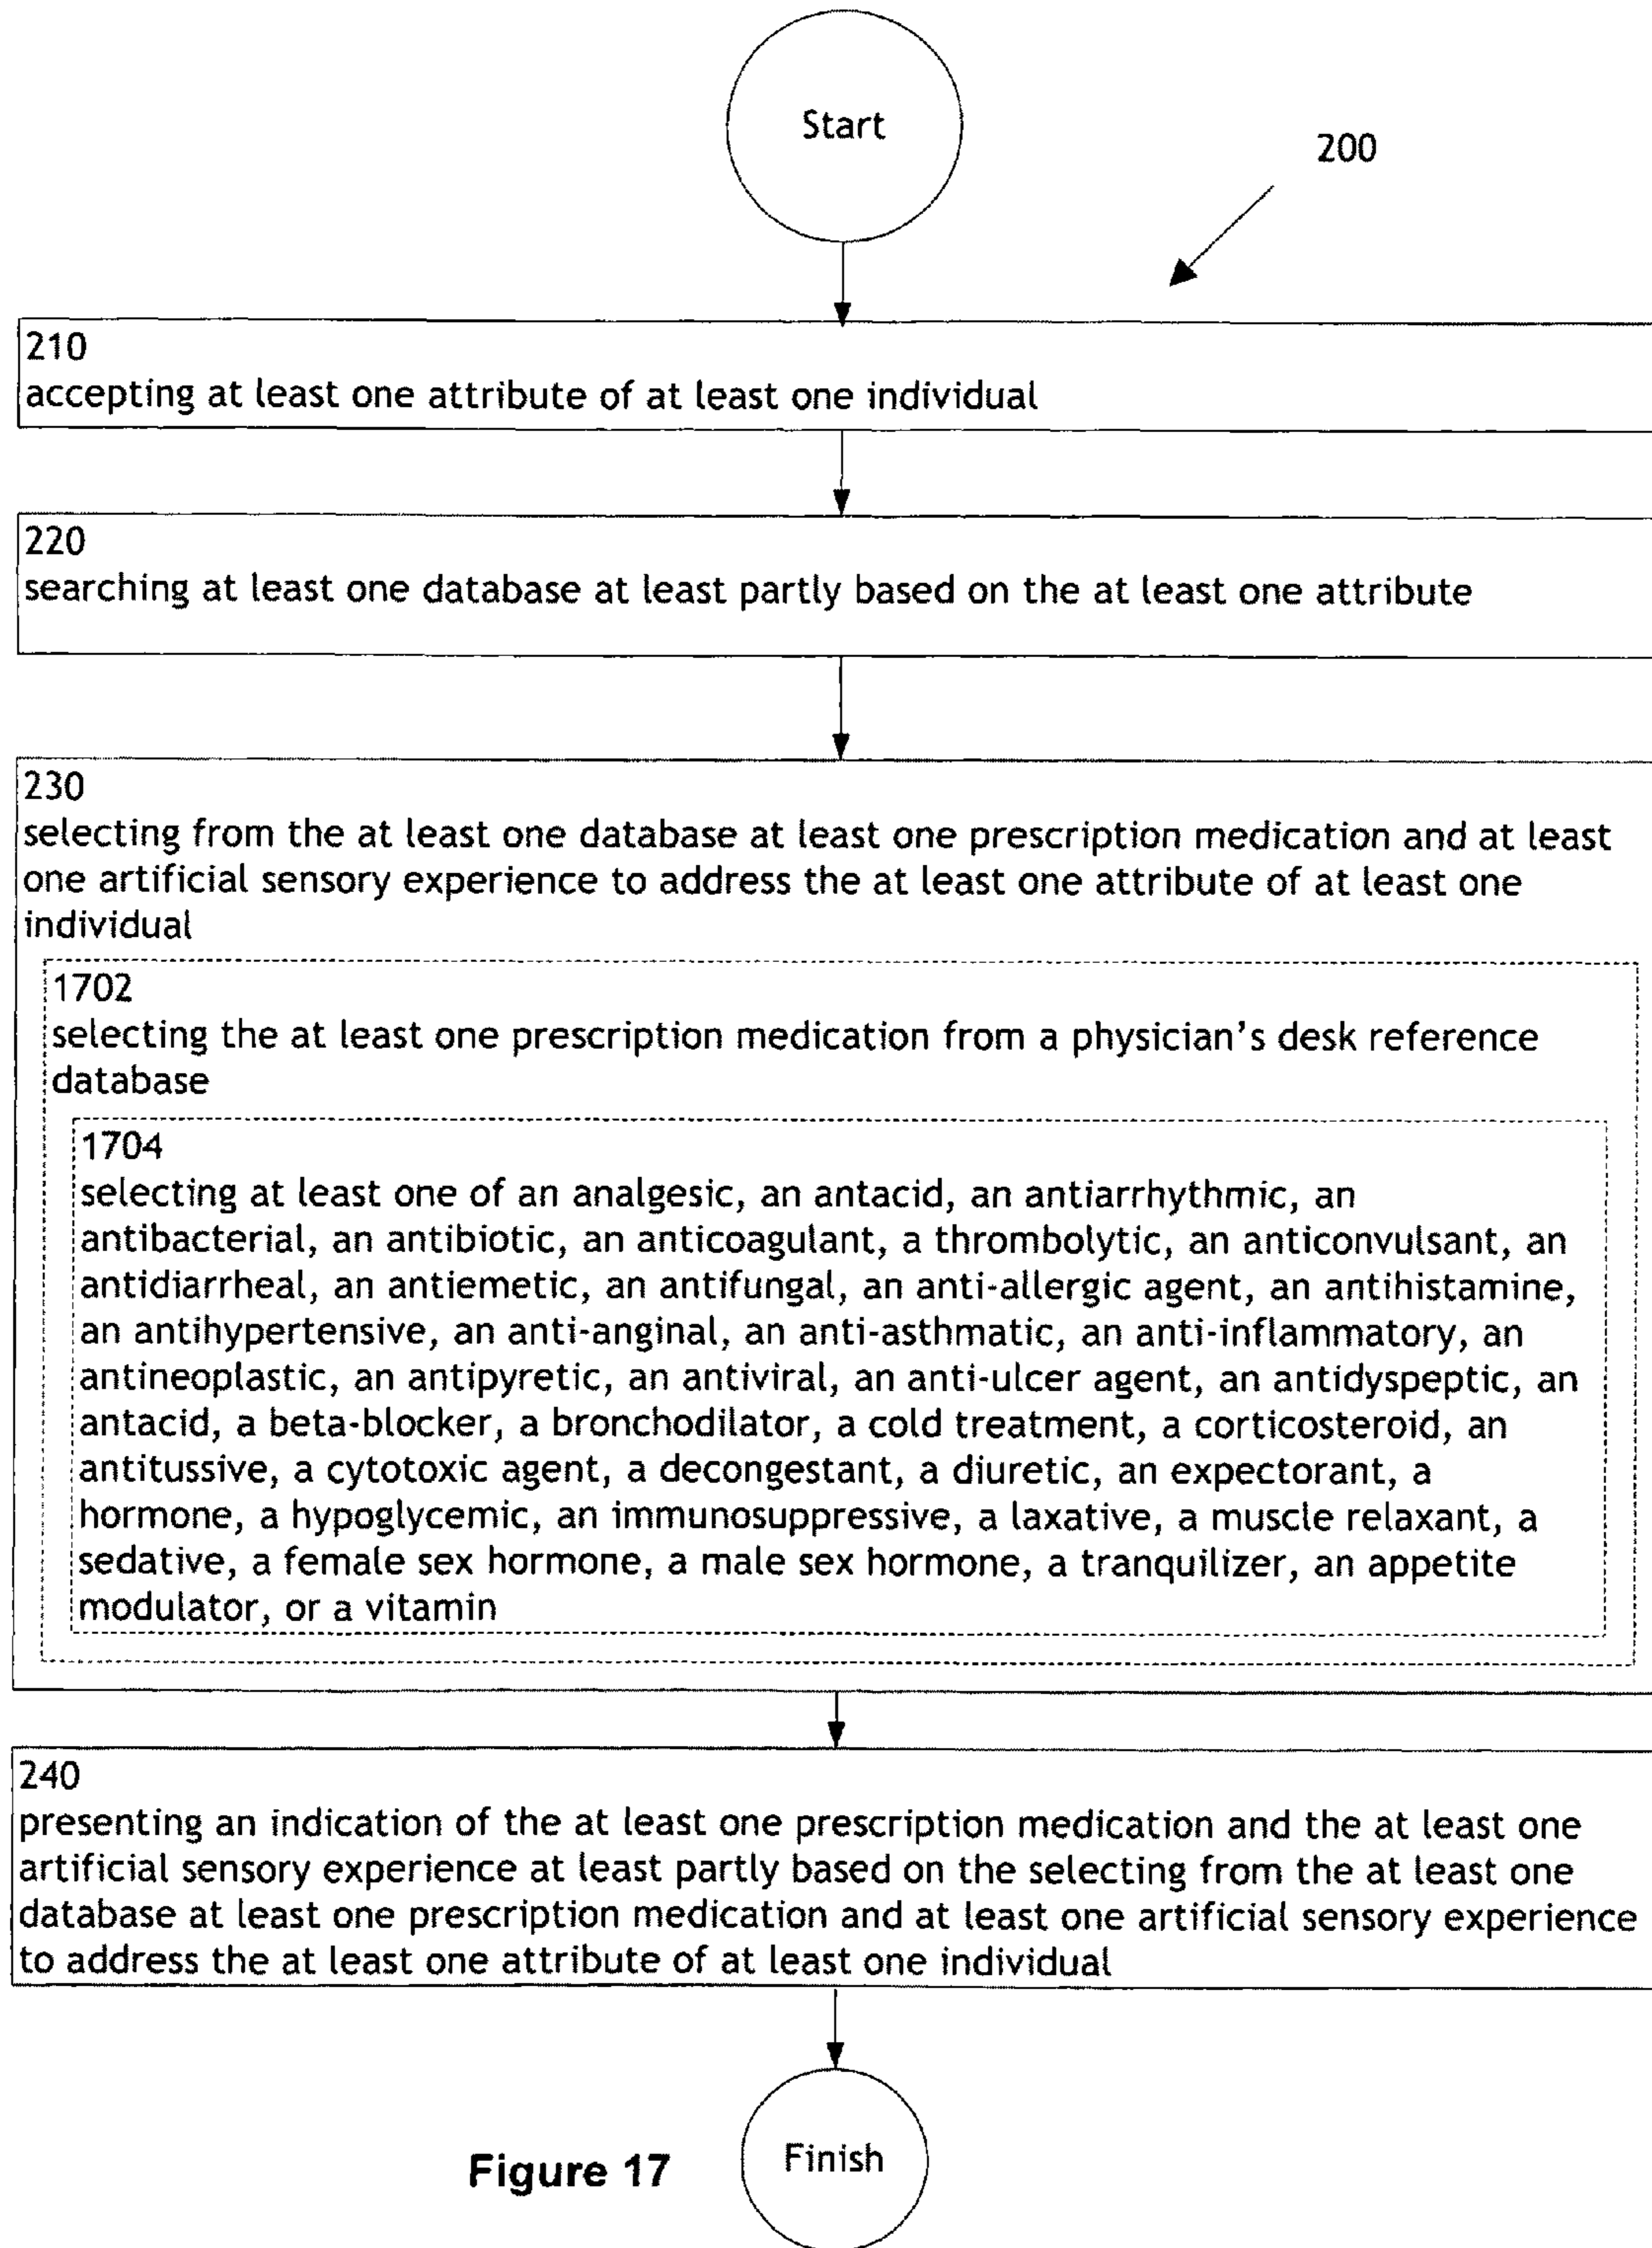 Start
200
210
accepting at least one attribute of at least one individual
220
searching at least one database at least partly based on the at least one attribute
230
selecting from the at least one database at least one prescription medication and at least
one artificial sensory experience to address the at least one attribute of at least one
individual
1702
selecting the at least one prescription medication from a physician's desk reference
database
1704
selecting at least one of an analgesic, an antacid, an antiarrhythmic, an
antibacterial, an antibiotic, an anticoagulant, a thrombolytic, an anticonvulsant, an
antidiarrheal, an antiemetic, an antifungal, an anti-allergic agent, an antihistamine,
an antihypertensive, an anti-anginal, an anti-asthmatic, an anti-inflammatory, an
antineoplastic, an antipyretic, an antiviral, an anti-ulcer agent, an antidyspeptic, an
antacid, a beta-blocker, a bronchodilator, a cold treatment, a corticosteroid, an
antitussive, a cytotoxic agent, a decongestant, a diuretic, an expectorant, a
hormone, a hypoglycemic, an immunosuppressive, a laxative, a muscle relaxant, a
sedative, a female sex hormone, a male sex hormone, a tranquilizer, an appetite
modulator, or a vitamin
240
presenting an indication of the at least one prescription medication and the at least one
artificial sensory experience at least partly based on the selecting from the at least one
database at least one prescription medication and at least one artificial sensory experience
to address the at least one attribute of at least one individual
Finish
Figure 17